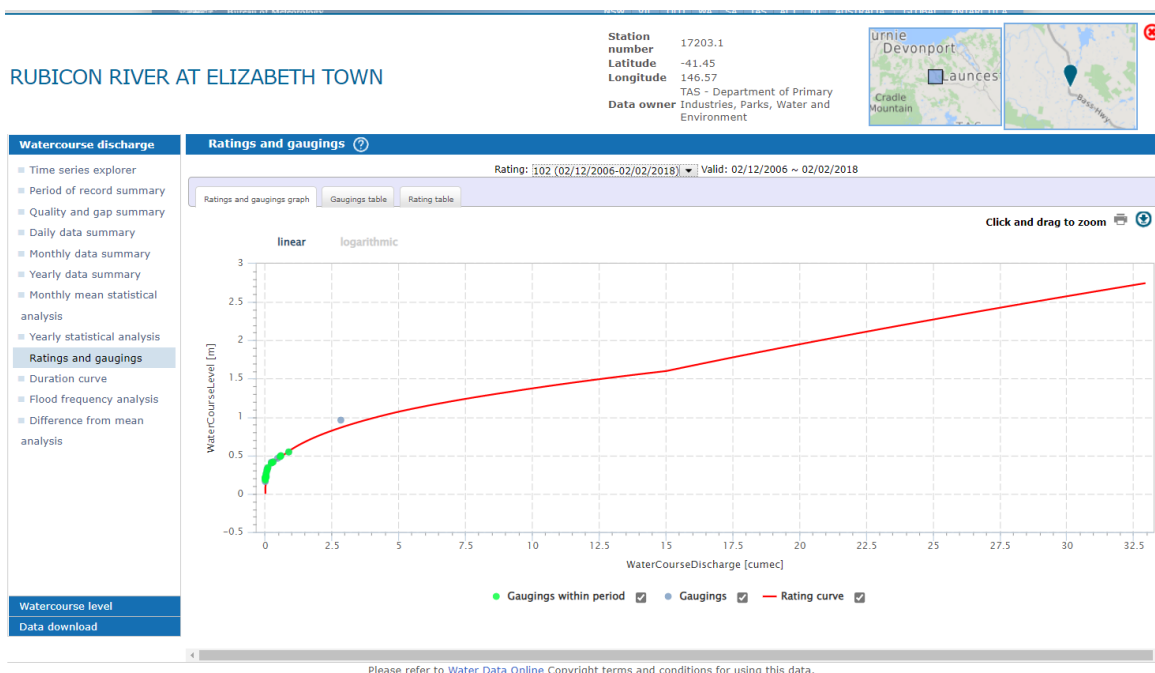 RUBICON RIVER AT ELIZABETH TOWN
Station number 17203.1
Latitude -41.45
Longitude 146.57
Data owner TAS - Department of Primary Industries, Parks, Water and Environment
urnie
Devonport
Launces
Cradle
Mountain
Bass-Hwy
Watercourse discharge
Time series explorer
Period of record summary
Quality and gap summary
Daily data summary
Monthly data summary
Yearly data summary
Monthly mean statistical
analysis
Yearly statistical analysis
Ratings and gaugings
Duration curve
Flood frequency analysis
Difference from mean
analysis
Watercourse level
Data download
Ratings and gaugings ?
Rating: 102 (02/12/2006-02/02/2018) Valid: 02/12/2006 ~ 02/02/2018
Ratings and gaugings graph Gaugings table Rating table
Click and drag to zoom
linear logarithmic
WaterCourseLevel [m]
3
2.5
2
1.5
1
0.5
0
-0.5
0 2.5 5 7.5 10 12.5 15 17.5 20 22.5 25 27.5 30 32.5
WaterCourseDischarge [cumec]
Gaugings within period Gaugings Rating curve
Please refer to Water Data Online Copyright terms and conditions for using this data.